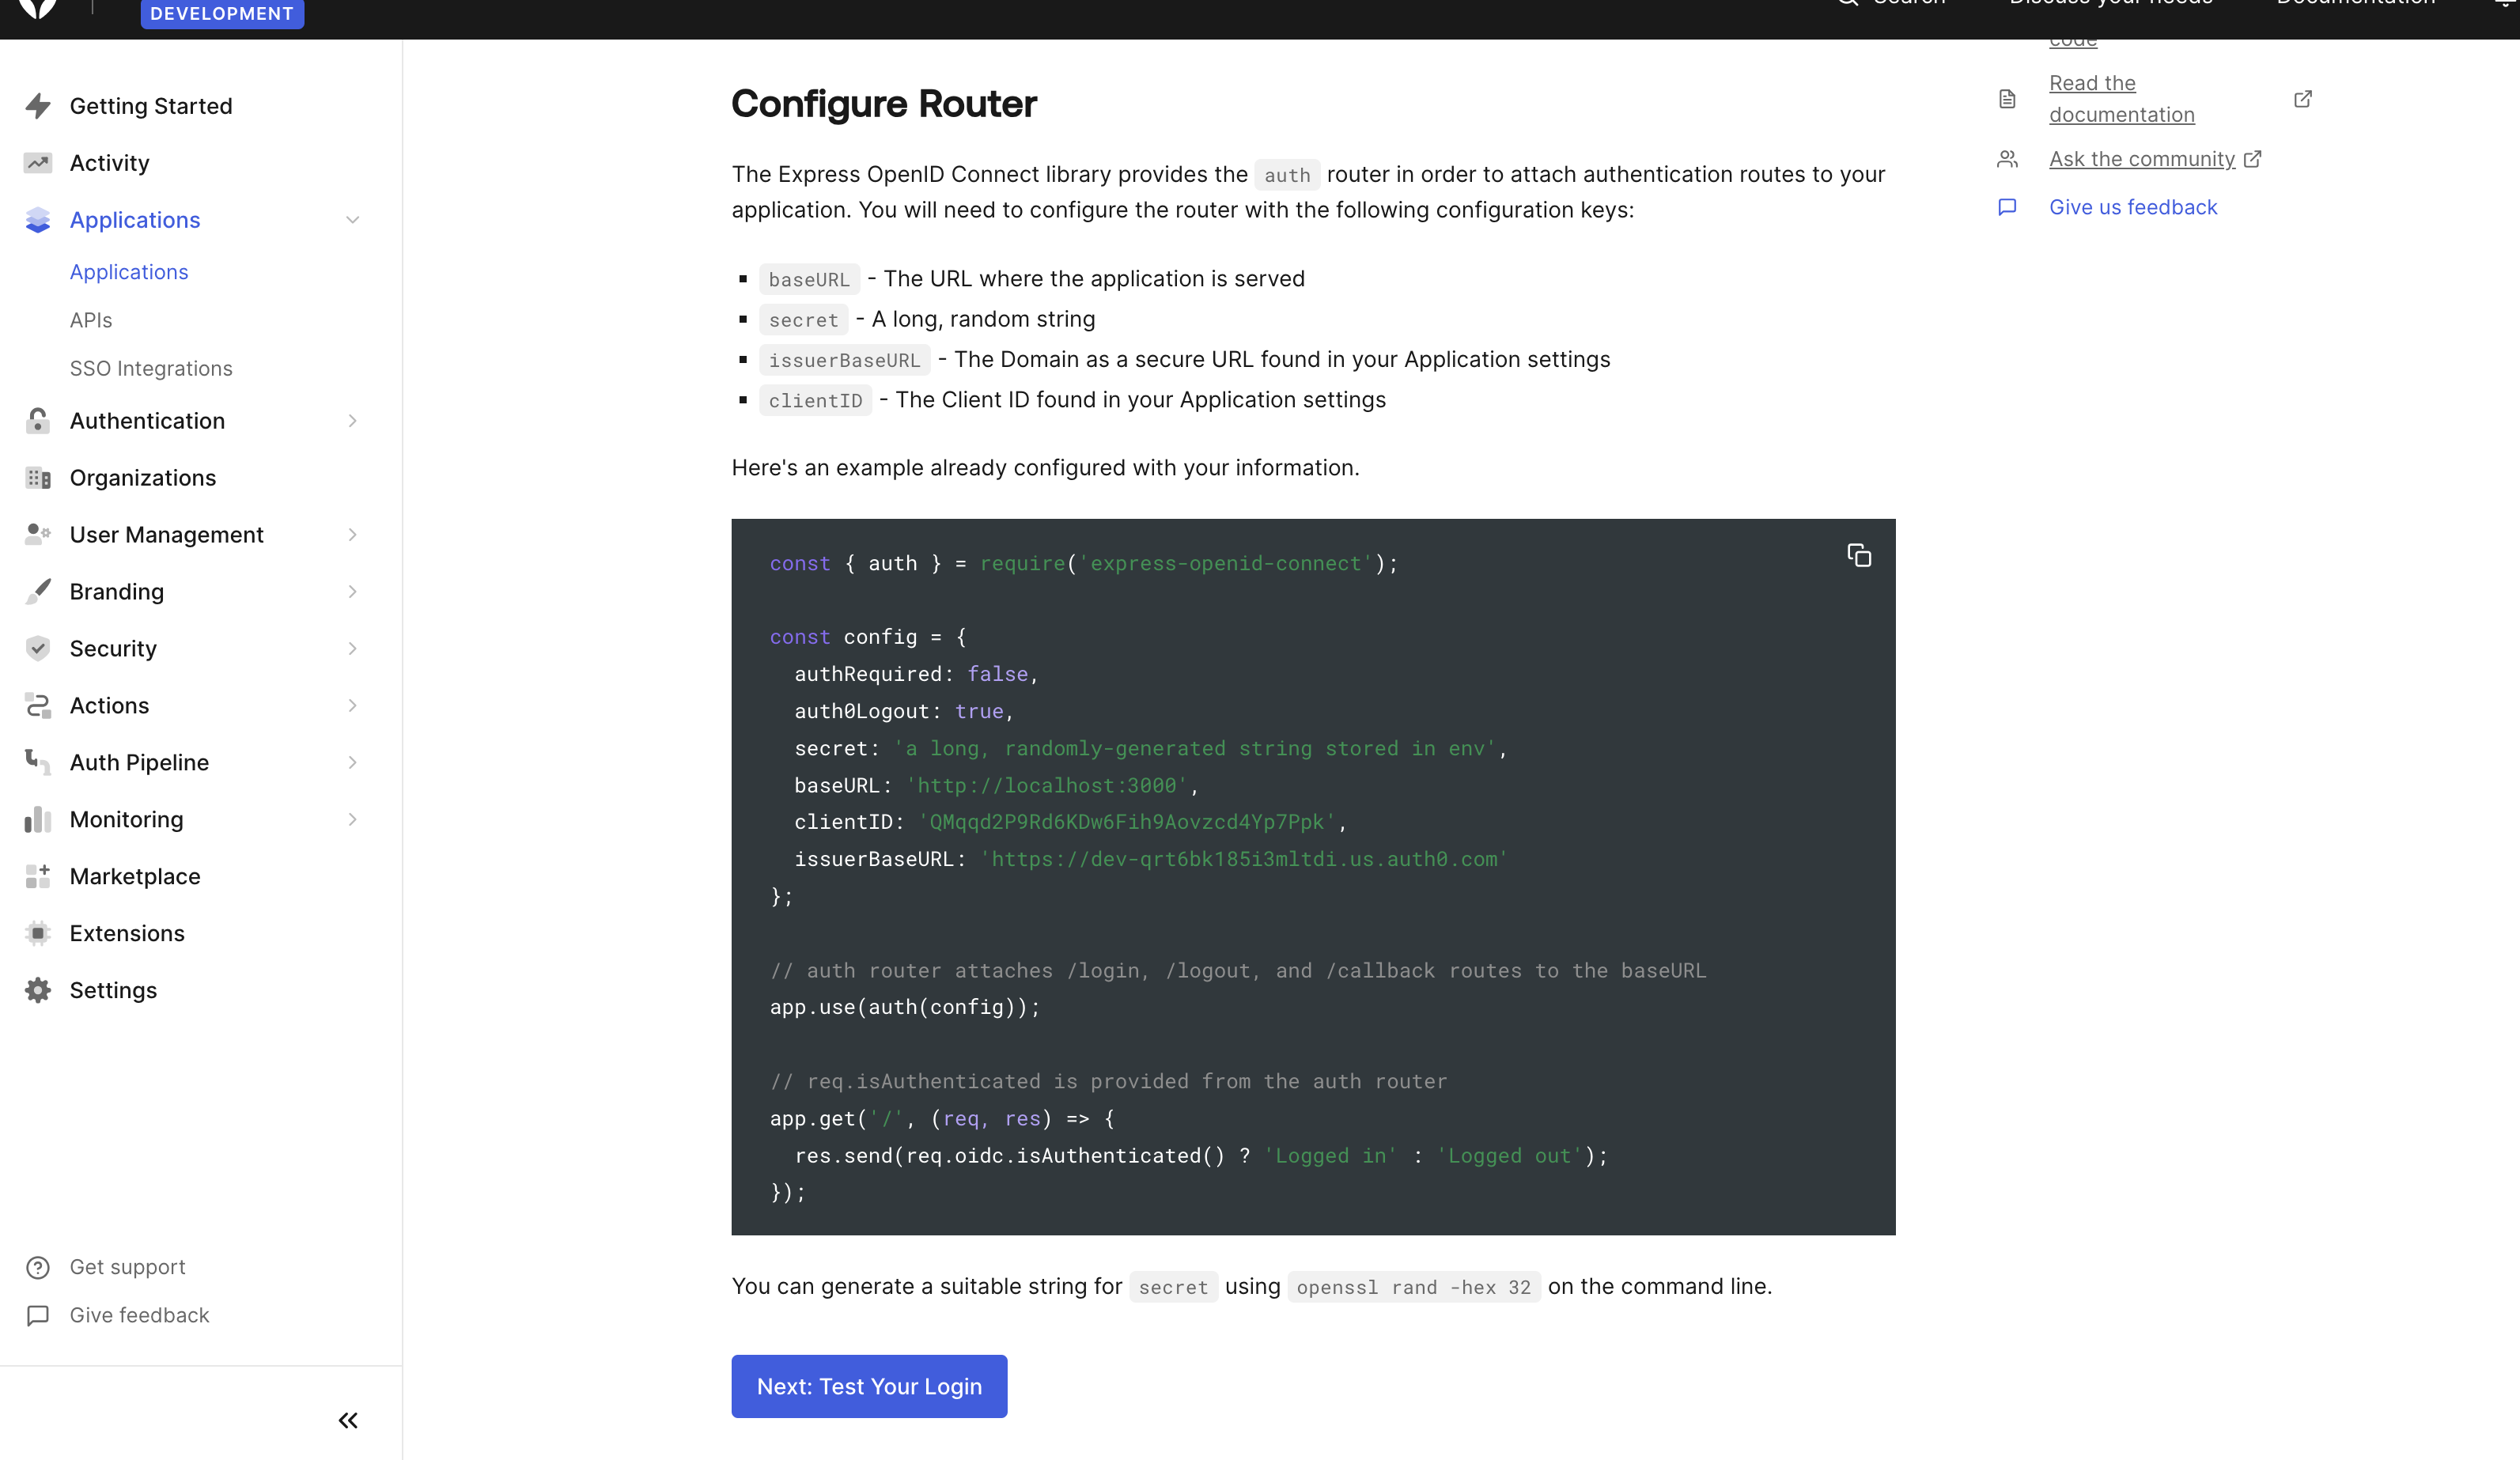 DEVELOPMENT
Search
Discuss your needs
Documentation
Getting Started
Activity
Applications
Applications
APIs
SSO Integrations
Authentication
Organizations
User Management
Branding
Security
Actions
Auth Pipeline
Monitoring
Marketplace
Extensions
Settings
Get support
Give feedback
Configure Router
The Express OpenID Connect library provides the auth router in order to attach authentication routes to your
application. You will need to configure the router with the following configuration keys:
baseURL - The URL where the application is served
secret - A long, random string
issuerBaseURL - The Domain as a secure URL found in your Application settings
clientID - The Client ID found in your Application settings
Here's an example already configured with your information.
const { auth } = require('express-openid-connect');
const config = {
authRequired: false,
auth0Logout: true,
secret: 'a long, randomly-generated string stored in env',
baseURL: 'http://localhost:3000',
clientID: 'QMqqd2P9Rd6KDw6Fih9Aovzcd4Yp7Ppk',
issuerBaseURL: 'https://dev-qrt6bk185i3mltdi.us.auth0.com'
};
// auth router attaches /login, /logout, and /callback routes to the baseURL
app.use(auth(config));
// req.isAuthenticated is provided from the auth router
app.get('/', (req, res) => {
res.send(req.oidc.isAuthenticated() ? 'Logged in' : 'Logged out');
});
You can generate a suitable string for secret using openssl rand -hex 32 on the command line.
Next: Test Your Login
code
Read the
documentation
Ask the community
Give us feedback